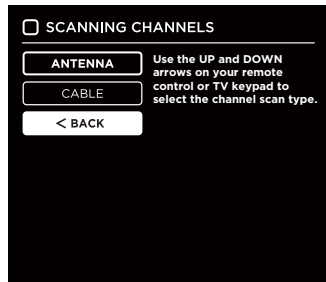 SCANNING CHANNELS
ANTENNA
CABLE
< BACK
Use the UP and DOWN
arrows on your remote
control or TV keypad to
select the channel scan type.